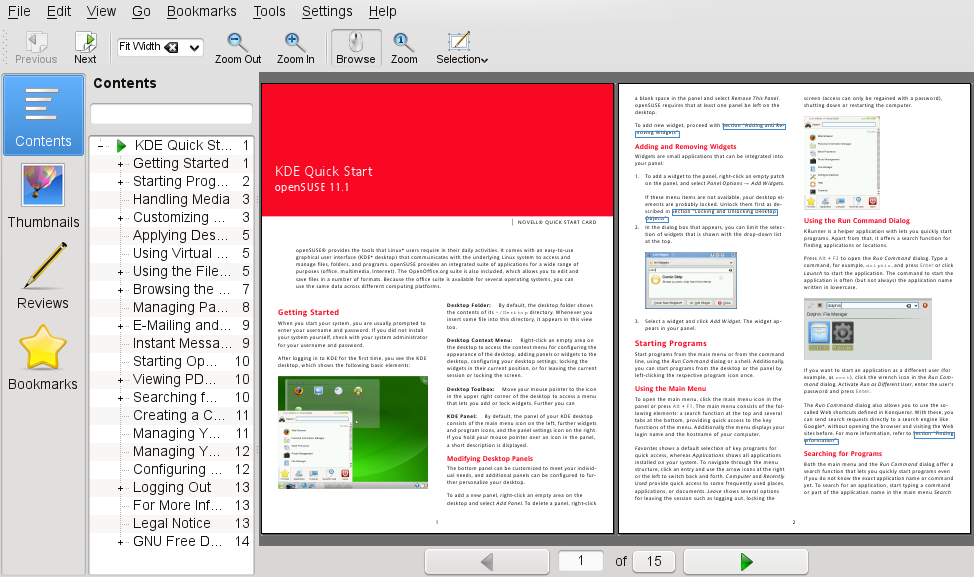 File Edit View Go Bookmarks Tools Settings Help
Previous Next Fit Width Zoom Out Zoom In Browse Zoom Selection
Contents
Contents
Thumbnails
Reviews
Bookmarks
KDE Quick St... 1
Getting Started 1
Starting Prog... 2
Handling Media 3
Customizing ... 3
Applying Des... 5
Using Virtual ... 5
Using the File... 5
Browsing the ... 7
Managing Pa... 8
E-Mailing and... 9
Instant Messa... 9
Starting Op... 10
Viewing PD... 10
Searching f... 10
Creating a C... 11
Managing Y... 11
Managing Y... 12
Configuring ... 12
Logging Out 13
For More Inf... 13
Legal Notice 13
GNU Free D... 14
KDE Quick Start
openSUSE 11.1
NOVELL® QUICK START CARD
openSUSE® provides the tools that Linux* users require in their daily activities. It comes with an easy-to-use
graphical user interface (KDE* desktop) that communicates with the underlying Linux system to access and
manage files, folders, and programs. openSUSE provides an integrated suite of applications for a wide range of
purposes (office, multimedia, Internet). The OpenOffice.org suite is also included, which allows you to edit and
save files in a number of formats. Because the office suite is available for several operating systems, you can
use the same data across different computing platforms.
Getting Started
When you start your system, you are usually prompted to
enter your username and password. If you did not install
your system yourself, check with your system administrator
for your username and password.
After logging in to KDE for the first time, you see the KDE
desktop, which shows the following basic elements:
Desktop Folder: By default, the desktop folder shows
the contents of its ~/Desktop directory. Whenever you
insert some file into this directory, it appears in this view
too.
Desktop Context Menu: Right-click an empty area on
the desktop to access the context menu for configuring the
appearance of the desktop, adding panels or widgets to the
desktop, configuring your desktop settings, locking the
widgets in their current position, or for leaving the current
session or locking the screen.
Desktop Toolbox: Move your mouse pointer to the icon
in the upper right corner of the desktop to access a menu
that lets you add or lock widgets. Further you can
KDE Panel: By default, the panel of your KDE desktop
consists of the main menu icon on the left, further widgets
and program icons, and the panel settings icon on the right.
If you hold your mouse pointer over an icon in the panel,
a short description is displayed.
Modifying Desktop Panels
The bottom panel can be customized to meet your individ-
ual needs, and additional panels can be configured to fur-
ther personalize your desktop.
To add a new panel, right-click an empty area on the
desktop and select Add Panel. To delete a panel, right-click
1
a blank space in the panel and select Remove This Panel.
openSUSE requires that at least one panel be left on the
desktop.
To add new widget, proceed with Section "Adding and Re-
moving Widgets".
Adding and Removing Widgets
Widgets are small applications that can be integrated into
your panel.
1. To add a widget to the panel, right-click an empty patch
on the panel, and select Panel Options → Add Widgets.
If these menu items are not available, your desktop el-
ements are probably locked. Unlock them first as de-
scribed in Section "Locking and Unlocking Desktop
Objects".
2. In the dialog box that appears, you can limit the selec-
tion of widgets that is shown with the drop-down list
at the top.
Comic Strip
3. Select a widget and click Add Widget. The widget ap-
pears in your panel.
Starting Programs
Start programs from the main menu or from the command
line, using the Run Command dialog or a shell. Additionally,
you can start programs from the desktop or the panel by
left-clicking the respective program icon once.
Using the Main Menu
To open the main menu, click the main menu icon in the
panel or press Alt + F1. The main menu consists of the fol-
lowing elements: a search function at the top and several
tabs at the bottom, providing quick access to the key
functions of the menu. Additionally the menu displays your
login name and the hostname of your computer.
Favorites shows a default selection of key programs for
quick access, whereas Applications shows all applications
installed on your system. To navigate through the menu
structure, click an entry and use the arrow icons at the right
or the left to switch back and forth. Computer and Recently
Used provide quick access to some frequently used places,
applications, or documents. Leave shows several options
for leaving the session such as logging out, locking the
screen (access can only be regained with a password),
shutting down or restarting the computer.
Using the Run Command Dialog
KRunner is a helper application with lets you quickly start
programs. Apart from that, it offers a search function for
finding applications or locations.
Press Alt + F2 to open the Run Command dialog. Type a
command, for example, dolphin, and press Enter or click
Launch to start the application. The command to start the
application is often (but not always) the application name
written in lowercase.
dolphin
Dolphin: File Manager
If you want to start an application as a different user (for
example, as root), click the wrench icon in the Run Com-
mand dialog. Activate Run as Different User, enter the user's
password and press Enter.
The Run Command dialog also allows you to use the so-
called Web shortcuts defined in Konqueror. With these, you
can send search requests directly to a search engine like
Google*, without opening the browser and visiting the Web
sites before. For more information, refer to Section "Finding
Information".
Searching for Programs
Both the main menu and the Run Command dialog offer a
search function that lets you quickly start programs even
if you do not know the exact application name or command
yet. To search for an application, start typing a command
or part of the application name in the main menu Search
2
1 of 15